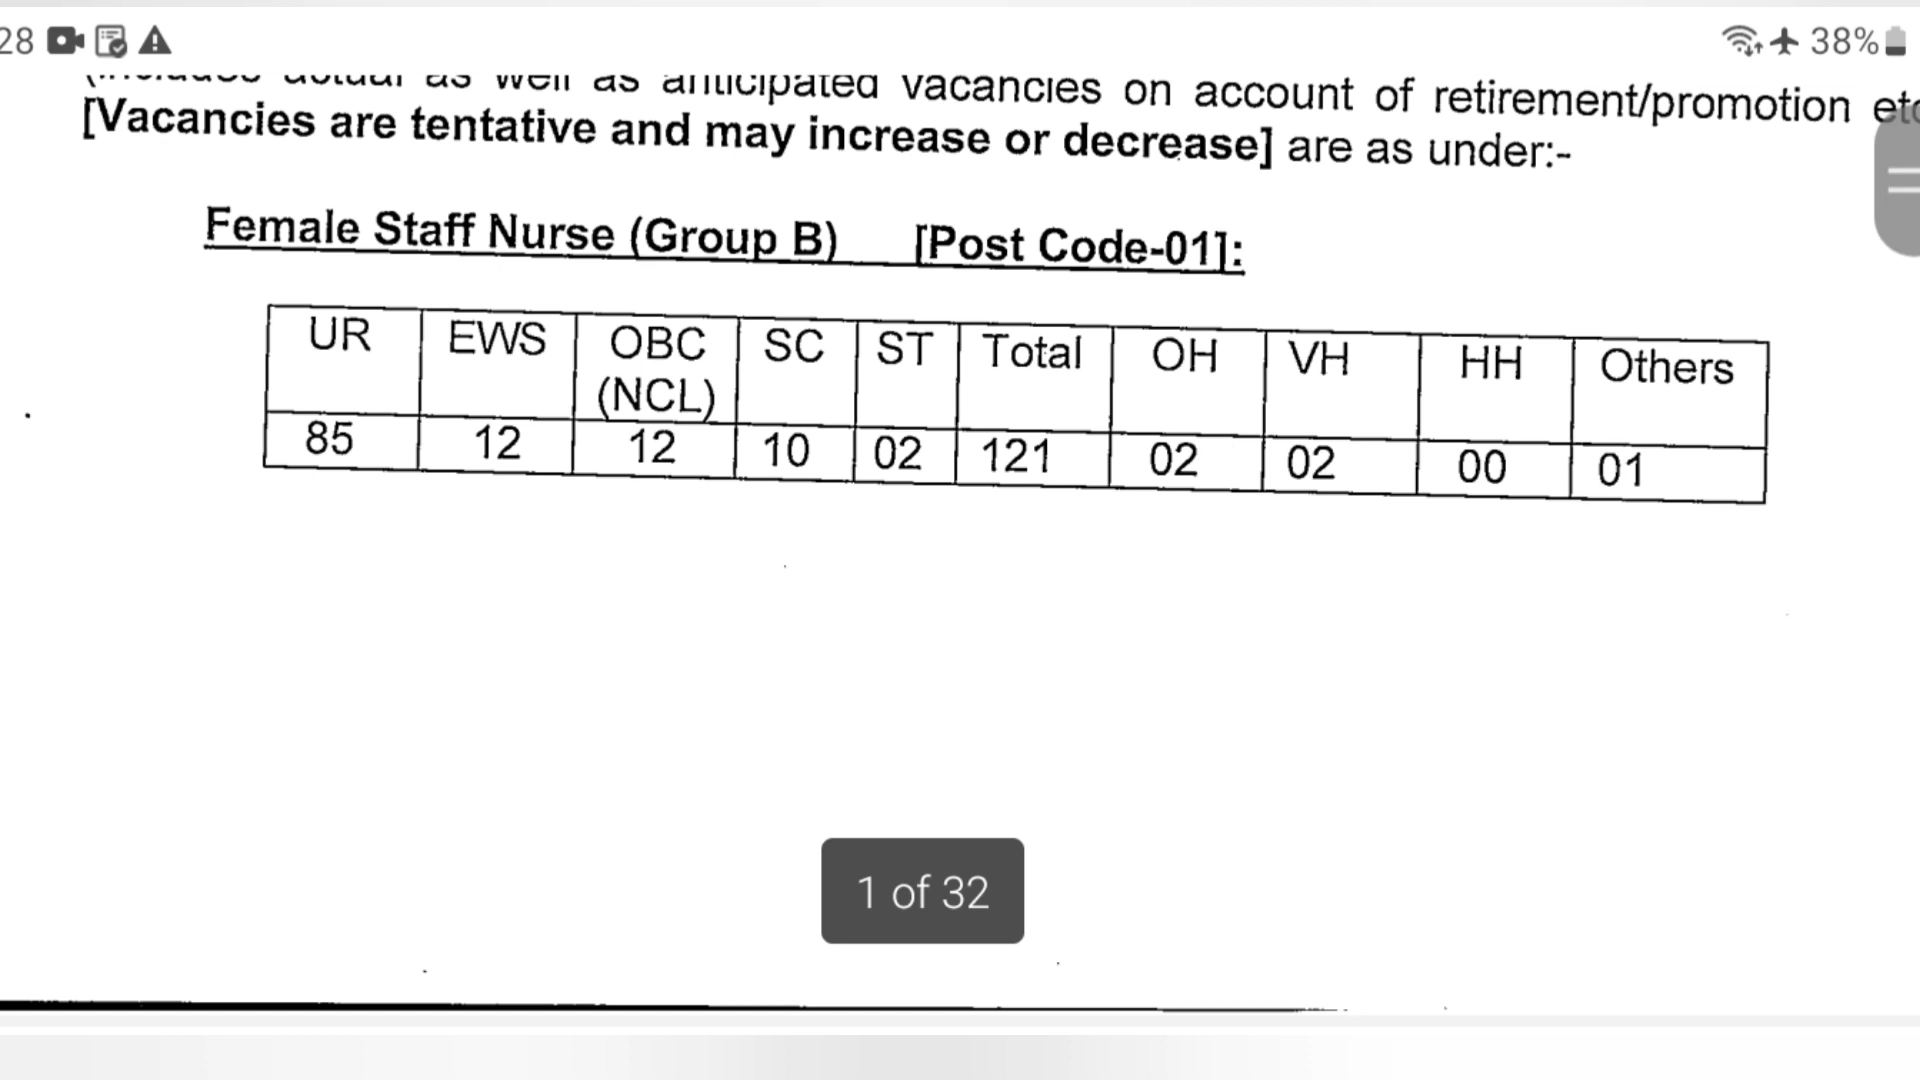 28
38%
as well as anticipated vacancies on account of retirement/promotion etc
[Vacancies are tentative and may increase or decrease] are as under:-
Female Staff Nurse (Group B) [Post Code-01]:
UR EWS OBC (NCL) SC ST Total OH VH HH Others
85 12 12 10 02 121 02 02 00 01
1 of 32